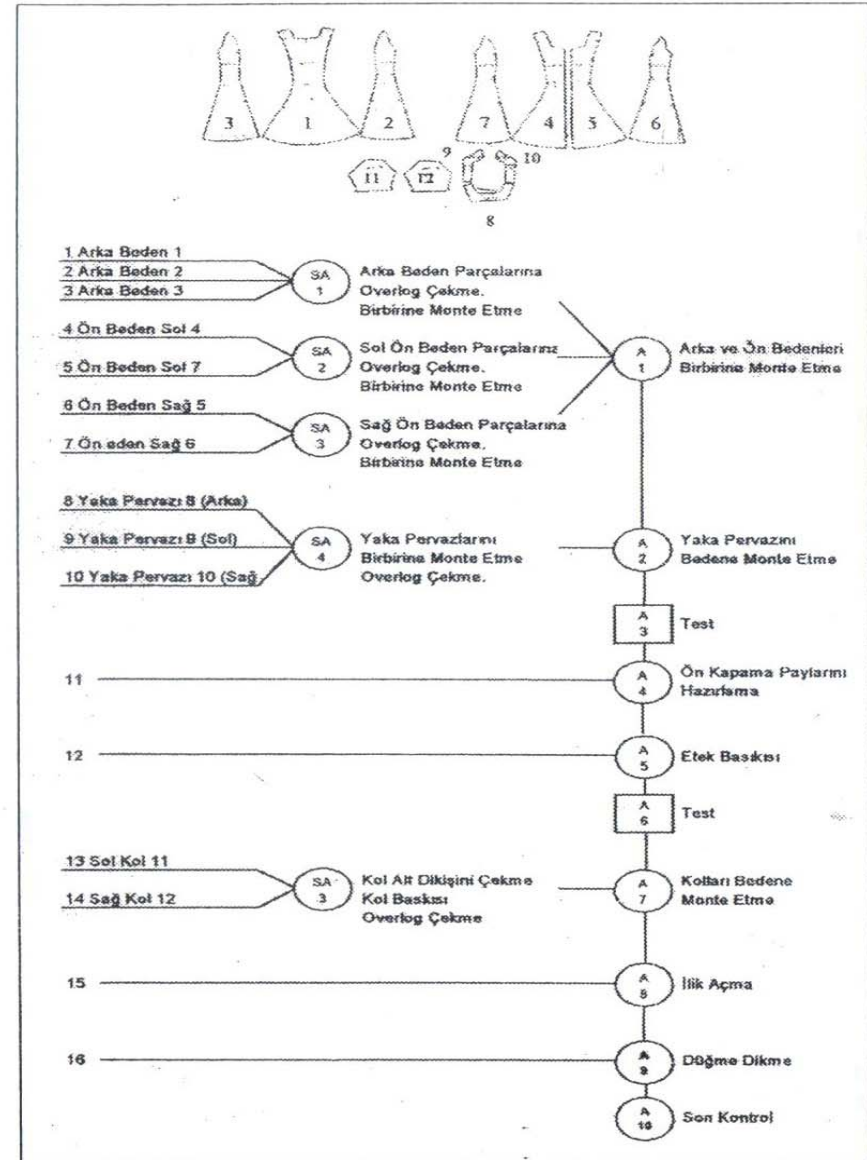 3 1 2 7 4 5 6
9 10
11 12
8
1 Arka Beden 1
2 Arka Beden 2
3 Arka Beden 3
SA 1
Arka Beden Parçalarına
Overlog Çekme.
Birbirine Monte Etme
4 Ön Beden Sol 4
5 Ön Beden Sol 7
SA 2
Sol Ön Beden Parçalarına
Overlog Çekme.
Birbirine Monte Etme
A 1
Arka ve Ön Bedenleri
Birbirine Monte Etme
6 Ön Beden Sağ 5
7 Ön eden Sağ 6
SA 3
Sağ Ön Beden Parçalarına
Overlog Çekme.
Birbirine Monte Etme
8 Yaka Pervazı 8 (Arka)
9 Yaka Pervazı 9 (Sol)
10 Yaka Pervazı 10 (Sağ
SA 4
Yaka Pervazlarını
Birbirine Monte Etme
Overlog Çekme.
A 2
Yaka Pervazını
Bedene Monte Etme
A 3
Test
11
A 4
Ön Kapama Paylarını
Hazırlama
12
A 5
Etek Baskısı
A 6
Test
13 Sol Kol 11
14 Sağ Kol 12
SA 3
Kol Alt Dikişini Çekme
Kol Baskısı
Overlog Çekme
A 7
Kolları Bedene
Monte Etme
15
A 8
İlik Açma
16
A 9
Düğme Dikme
A 10
Son Kontrol